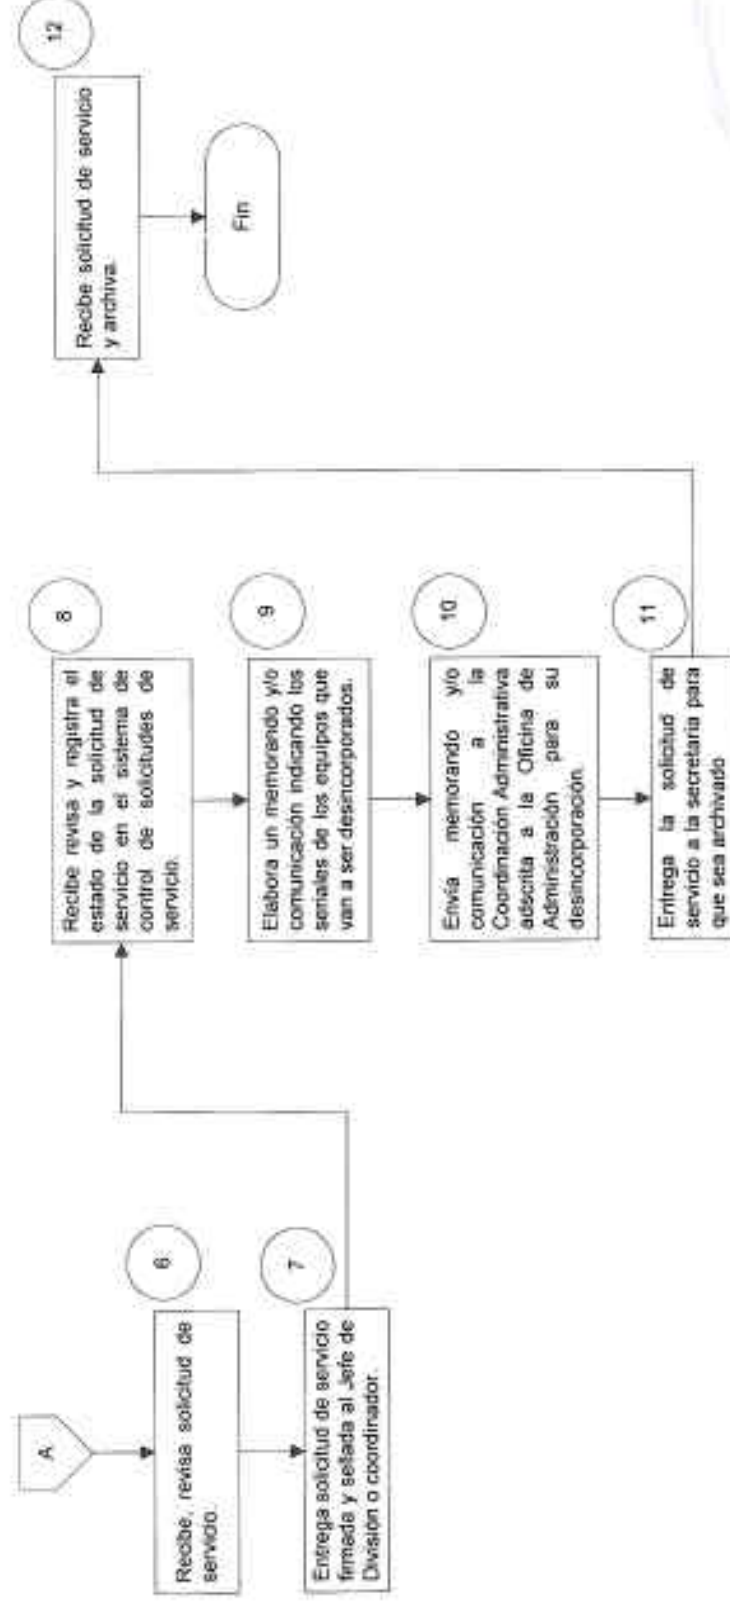 A
6
Recibe, revisa solicitud de
servicio.
7
Entrega solicitud de servicio
firmada y sellada al Jefe de
División o coordinador.
8
Recibe revisa y registra el
estado de la solicitud de
servicio en el sistema de
control de solicitudes de
servicio.
9
Elabora un memorando y/o
comunicación indicando los
seriales de los equipos que
van a ser desincorporados.
10
Envía memorando y/o
comunicación a la
Coordinación Administrativa
adscrita a la Oficina de
Administración para su
desincorporación.
11
Entrega la solicitud de
servicio a la secretaria para
que sea archivado
12
Recibe solicitud de servicio
y archiva.
Fin